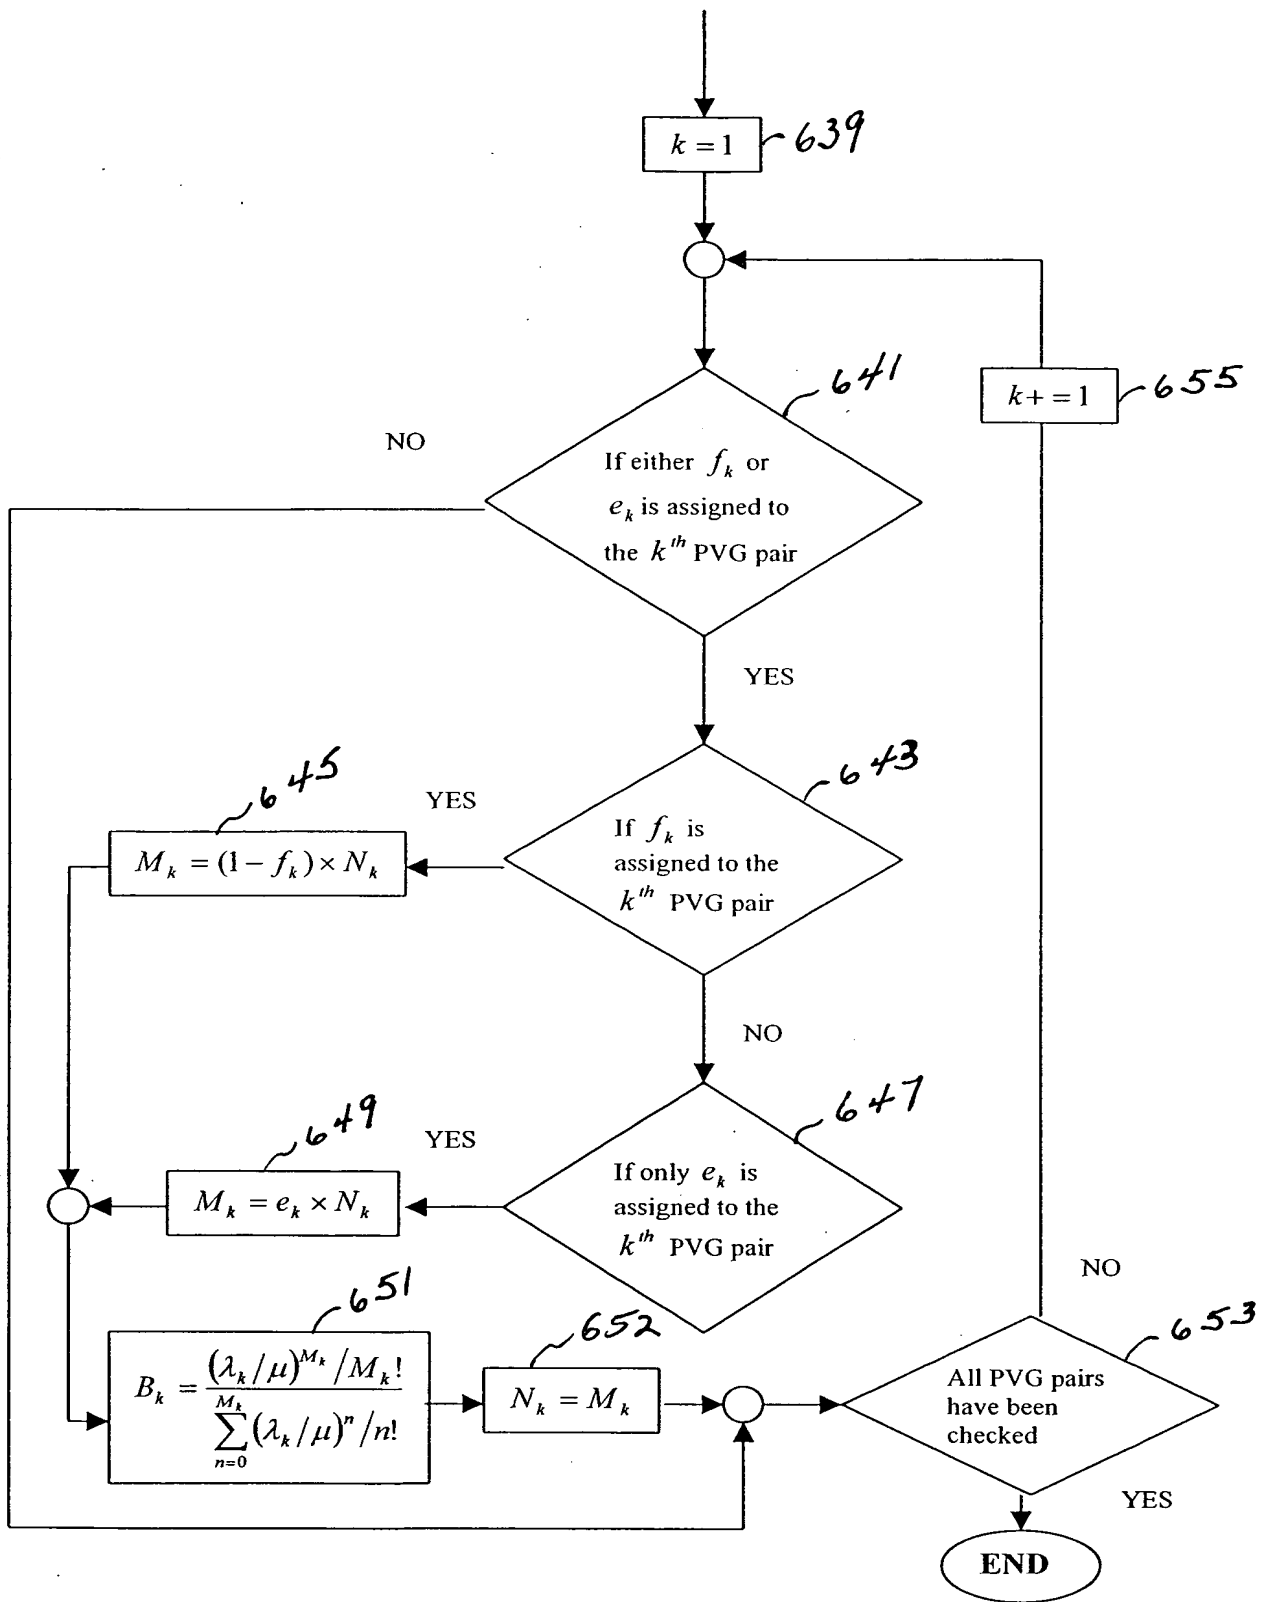 k = 1
639
641
k+ = 1
655
NO
If either f_k or
e_k is assigned to
the k^th PVG pair
YES
645
YES
643
M_k = (1 − f_k) × N_k
If f_k is
assigned to the
k^th PVG pair
NO
649
YES
647
M_k = e_k × N_k
If only e_k is
assigned to the
k^th PVG pair
NO
651
652
653
B_k = \frac{(λ_k/μ)^{M_k}/M_k!}{\sum_{n=0}^{M_k}(λ_k/μ)^n/n!}
N_k = M_k
All PVG pairs
have been
checked
YES
END